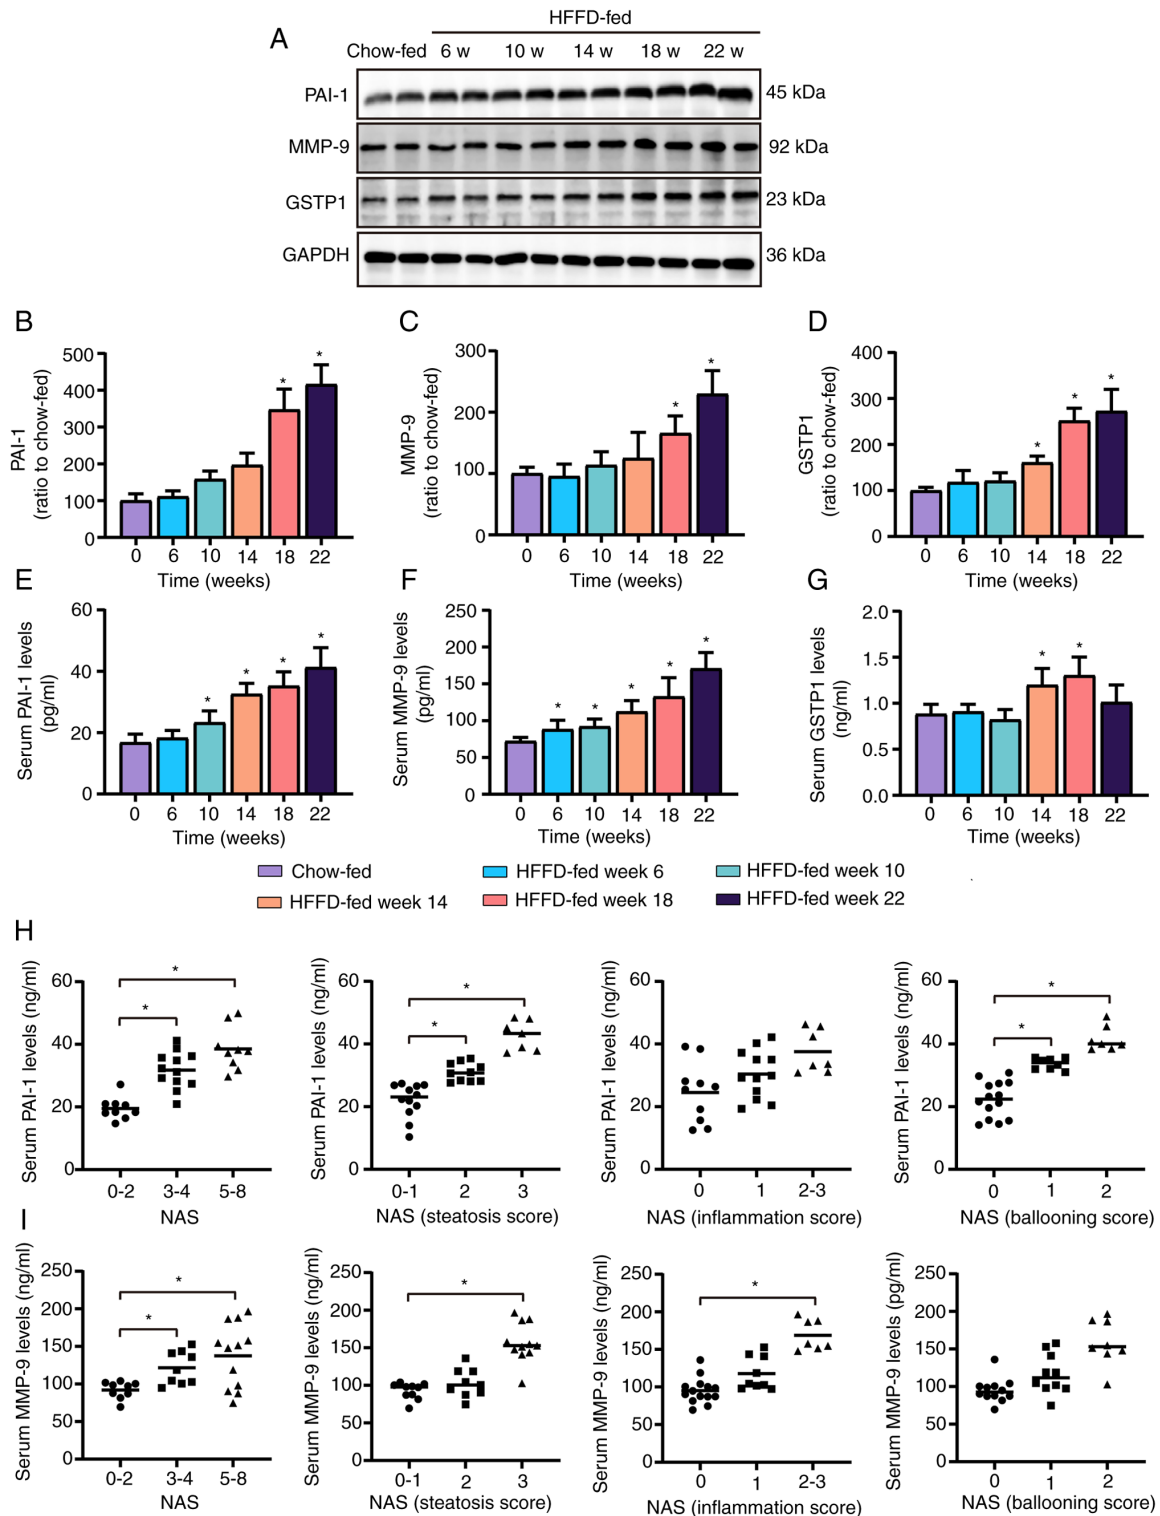 A
HFFD-fed
Chow-fed 6 w 10 w 14 w 18 w 22 w
PAI-1 45 kDa
MMP-9 92 kDa
GSTP1 23 kDa
GAPDH 36 kDa
B
PAI-1
(ratio to chow-fed)
500
400
300
200
100
0
* *
0 6 10 14 18 22
Time (weeks)
C
MMP-9
(ratio to chow-fed)
300
200
100
0
* *
0 6 10 14 18 22
Time (weeks)
D
GSTP1
(ratio to chow-fed)
400
300
200
100
0
* * *
0 6 10 14 18 22
Time (weeks)
E
Serum PAI-1 levels
(pg/ml)
60
40
20
0
* * * *
0 6 10 14 18 22
Time (weeks)
F
Serum MMP-9 levels
(pg/ml)
250
200
150
100
50
0
* * * * *
0 6 10 14 18 22
Time (weeks)
G
Serum GSTP1 levels
(ng/ml)
2.0
1.5
1.0
0.5
0.0
* *
0 6 10 14 18 22
Time (weeks)
Chow-fed HFFD-fed week 6 HFFD-fed week 10
HFFD-fed week 14 HFFD-fed week 18 HFFD-fed week 22
H
Serum PAI-1 levels (ng/ml)
60
40
20
0
* *
0-2 3-4 5-8
NAS
Serum PAI-1 levels (ng/ml)
60
40
20
0
* *
0-1 2 3
NAS (steatosis score)
Serum PAI-1 levels (ng/ml)
60
40
20
0
0 1 2-3
NAS (inflammation score)
Serum PAI-1 levels (ng/ml)
60
40
20
0
* *
0 1 2
NAS (ballooning score)
I
Serum MMP-9 levels (ng/ml)
250
200
150
100
50
0
* *
0-2 3-4 5-8
NAS
Serum MMP-9 levels (ng/ml)
250
200
150
100
50
0
*
0-1 2 3
NAS (steatosis score)
Serum MMP-9 levels (ng/ml)
250
200
150
100
50
0
*
0 1 2-3
NAS (inflammation score)
Serum MMP-9 levels (pg/ml)
250
200
150
100
50
0
0 1 2
NAS (ballooning score)